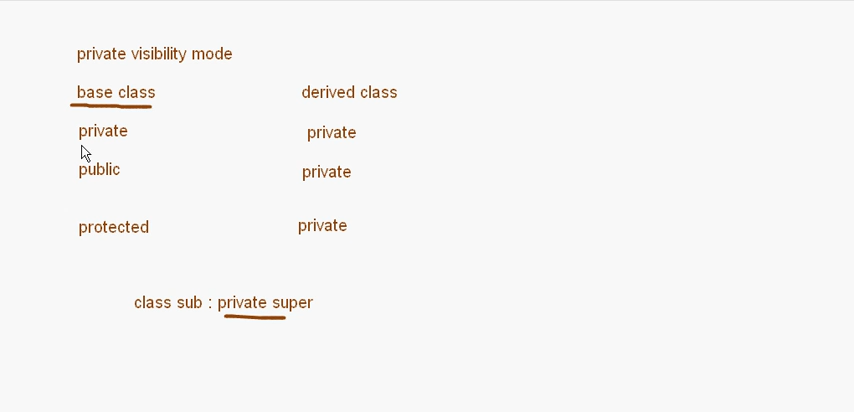 private visibility mode
base class derived class
private private
public private
protected private
class sub : private super